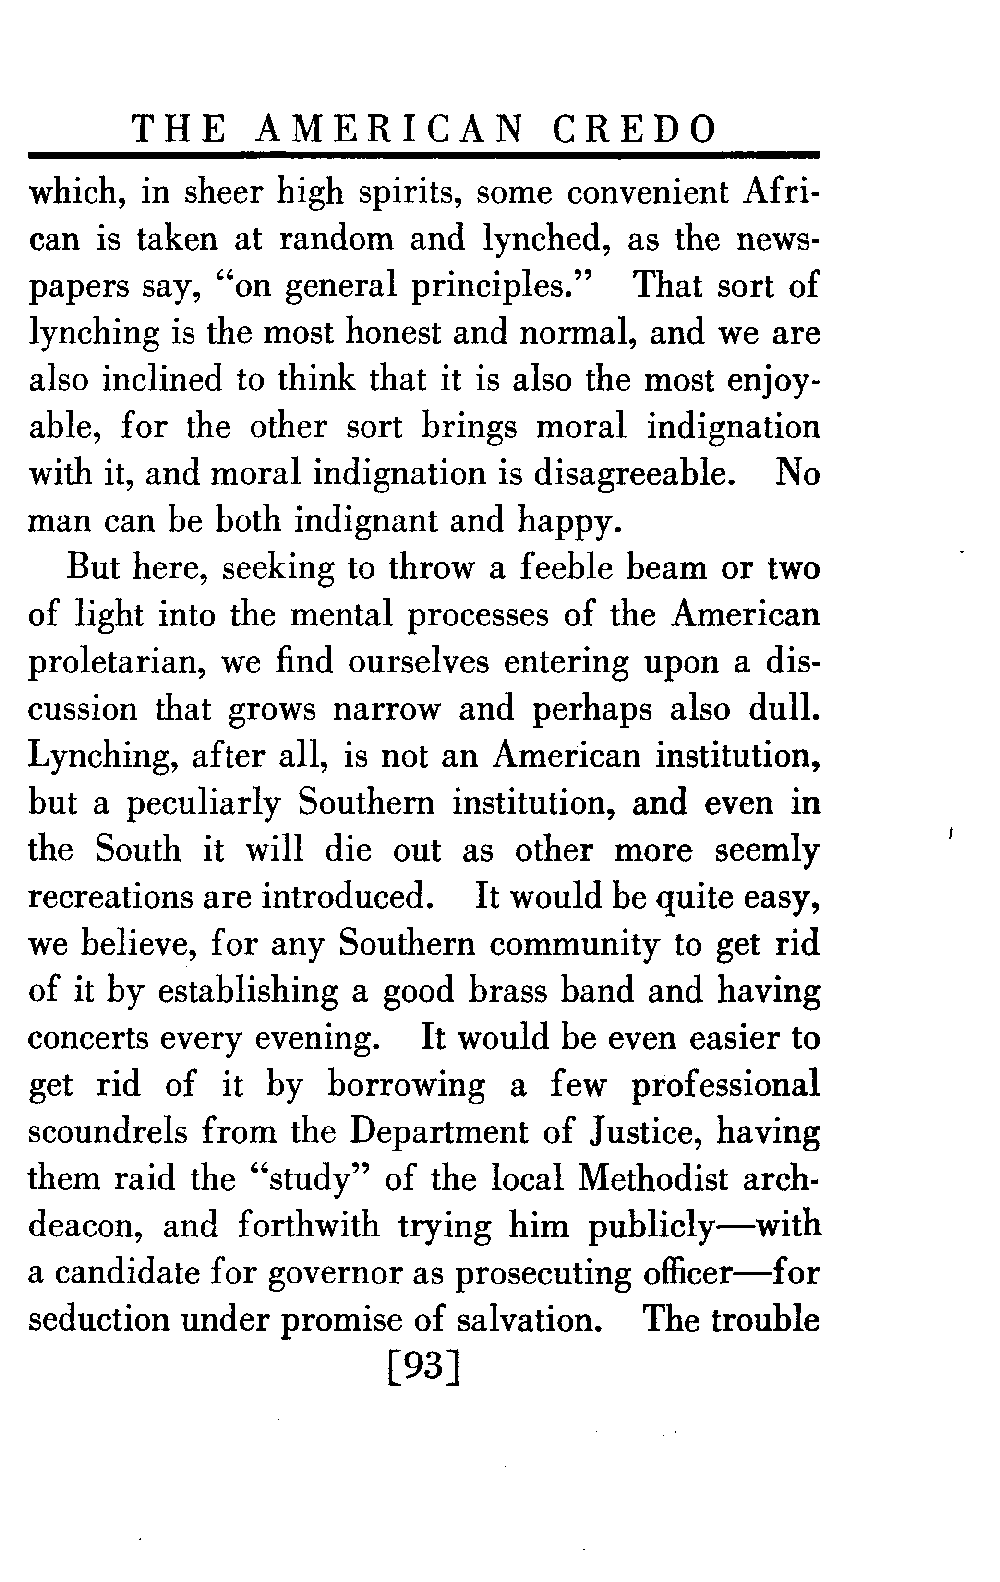 THE AMERICAN CREDO
which, in sheer high spirits, some convenient Afri-
can is taken at random and lynched, as the news-
papers say, “on general principles.” That sort of
lynching is the most honest and normal, and we are
also inclined to think that it is also the most enjoy-
able, for the other sort brings moral indignation
with it, and moral indignation is disagreeable. No
man can be both indignant and happy.
But here, seeking to throw a feeble beam or two
of light into the mental processes of the American
proletarian, we find ourselves entering upon a dis-
cussion that grows narrow and perhaps also dull.
Lynching, after all, is not an American institution,
but a peculiarly Southern institution, and even in
the South it will die out as other more seemly
recreations are introduced. It would be quite easy,
we believe, for any Southern community to get rid
of it by establishing a good brass band and having
concerts every evening. It would be even easier to
get rid of it by borrowing a few professional
scoundrels from the Department of Justice, having
them raid the “study” of the local Methodist arch-
deacon, and forthwith trying him publicly—with
a candidate for governor as prosecuting officer—for
seduction under promise of salvation. The trouble
[93]